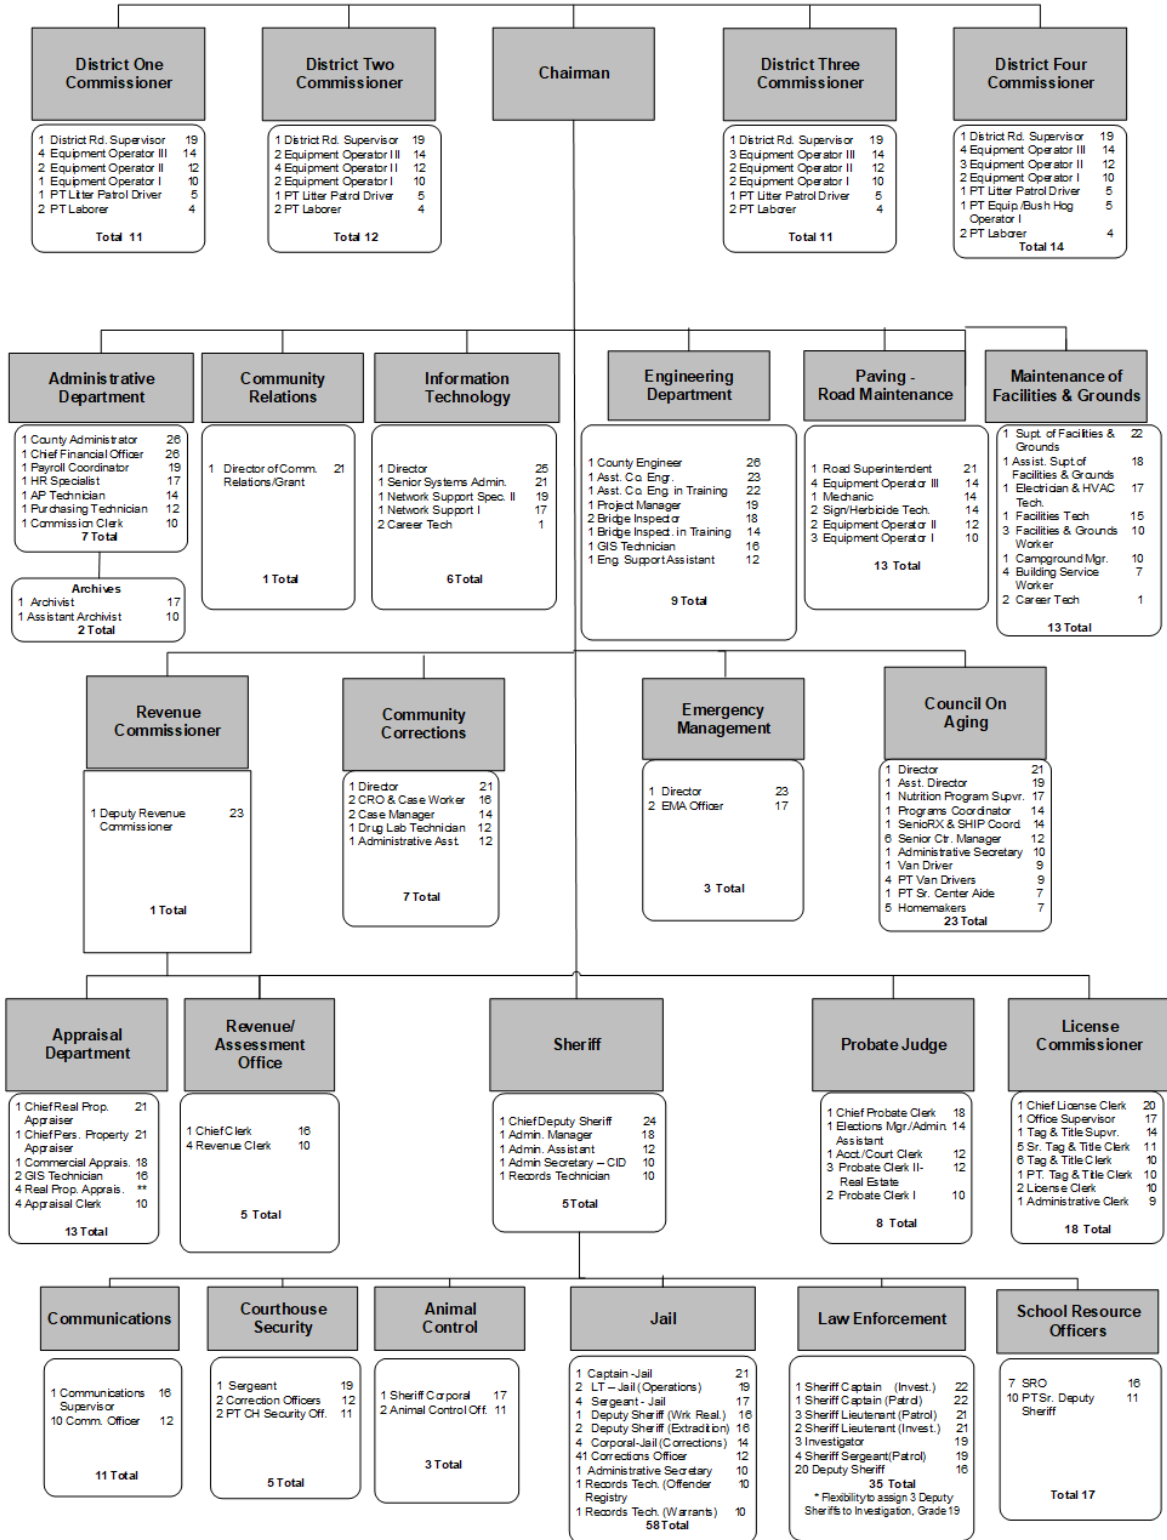 District One
Commissioner
District Two
Commissioner
Chairman
District Three
Commissioner
District Four
Commissioner
1 District Rd. Supervisor 19
4 Equipment Operator III 14
2 Equipment Operator II 12
1 Equipment Operator I 10
1 PT Litter Patrol Driver 5
2 PT Laborer 4
Total 11
1 District Rd. Supervisor 19
2 Equipment Operator III 14
4 Equipment Operator II 12
2 Equipment Operator I 10
1 PT Litter Patrol Driver 5
2 PT Laborer 4
Total 12
1 District Rd. Supervisor 19
3 Equipment Operator III 14
2 Equipment Operator II 12
2 Equipment Operator I 10
1 PT Litter Patrol Driver 5
2 PT Laborer 4
Total 11
1 District Rd. Supervisor 19
4 Equipment Operator III 14
3 Equipment Operator II 12
2 Equipment Operator I 10
1 PT Litter Patrol Driver 5
1 PT Equip./Bush Hog 5
Operator I
2 PT Laborer 4
Total 14
Administrative
Department
Community
Relations
Information
Technology
Engineering
Department
Paving -
Road Maintenance
Maintenance of
Facilities & Grounds
1 County Administrator 26
1 Chief Financial Officer 26
1 Payroll Coordinator 19
1 HR Specialist 17
1 AP Technician 14
1 Purchasing Technician 12
1 Commission Clerk 10
7 Total
Archives
1 Archivist 17
1 Assistant Archivist 10
2 Total
1 Director of Comm. 21
Relations/Grant
1 Total
1 Director 25
1 Senior Systems Admin. 21
1 Network Support Spec. II 19
1 Network Support I 17
2 Career Tech 1
6 Total
1 County Engineer 26
1 Asst. Co. Engr. 23
1 Asst. Co. Eng. in Training 22
1 Project Manager 19
2 Bridge Inspector 18
1 Bridge Inspect. in Training 14
1 GIS Technician 16
1 Eng. Support Assistant 12
9 Total
1 Road Superintendent 21
4 Equipment Operator III 14
1 Mechanic 14
2 Sign/Herbicide Tech. 14
2 Equipment Operator II 12
3 Equipment Operator I 10
13 Total
1 Supt. of Facilities & 22
Grounds
1 Assist. Supt. of 18
Facilities & Grounds
1 Electrician & HVAC 17
Tech.
1 Facilities Tech 15
3 Facilities & Grounds 10
Worker
1 Campground Mgr. 10
4 Building Service 7
Worker
2 Career Tech 1
13 Total
Revenue
Commissioner
Community
Corrections
Emergency
Management
Council On
Aging
1 Deputy Revenue 23
Commissioner
1 Total
1 Director 21
2 CRO & Case Worker 16
2 Case Manager 14
1 Drug Lab Technician 12
1 Administrative Asst. 12
7 Total
1 Director 23
2 EMA Officer 17
3 Total
1 Director 21
1 Asst. Director 19
1 Nutrition Program Supvr. 17
1 Programs Coordinator 14
1 SenioRX & SHIP Coord. 14
6 Senior Ctr. Manager 12
1 Administrative Secretary 10
1 Van Driver 9
4 PT Van Drivers 9
1 PT Sr. Center Aide 7
5 Homemakers 7
23 Total
Appraisal
Department
Revenue/
Assessment
Office
Sheriff
Probate Judge
License
Commissioner
1 Chief Real Prop. 21
Appraiser
1 Chief Pers. Property 21
Appraiser
1 Commercial Apprais. 18
2 GIS Technician 16
4 Real Prop. Apprais. **
4 Appraisal Clerk 10
13 Total
1 Chief Clerk 16
4 Revenue Clerk 10
5 Total
1 Chief Deputy Sheriff 24
1 Admin. Manager 18
1 Admin. Assistant 12
1 Admin Secretary – CID 10
1 Records Technician 10
5 Total
1 Chief Probate Clerk 18
1 Elections Mgr./Admin. 14
Assistant
1 Acct./Court Clerk 12
3 Probate Clerk II- 12
Real Estate
2 Probate Clerk I 10
8 Total
1 Chief License Clerk 20
1 Office Supervisor 17
1 Tag & Title Supvr. 14
5 Sr. Tag & Title Clerk 11
6 Tag & Title Clerk 10
1 PT. Tag & Title Clerk 10
2 License Clerk 10
1 Administrative Clerk 9
18 Total
Communications
Courthouse
Security
Animal
Control
Jail
Law Enforcement
School Resource
Officers
1 Communications 16
Supervisor
10 Comm. Officer 12
11 Total
1 Sergeant 19
2 Correction Officers 12
2 PT CH Security Off. 11
5 Total
1 Sheriff Corporal 17
2 Animal Control Off. 11
3 Total
1 Captain -Jail 21
2 LT – Jail (Operations) 19
4 Sergeant - Jail 17
1 Deputy Sheriff (Wrk Real.) 16
2 Deputy Sheriff (Extradition) 16
4 Corporal-Jail (Corrections) 14
41 Corrections Officer 12
1 Administrative Secretary 10
1 Records Tech. (Offender 10
Registry
1 Records Tech. (Warrants) 10
58 Total
1 Sheriff Captain (Invest.) 22
1 Sheriff Captain (Patrol) 22
3 Sheriff Lieutenant (Patrol) 21
2 Sheriff Lieutenant (Invest.) 21
3 Investigator 19
4 Sheriff Sergeant(Patrol) 19
20 Deputy Sheriff 16
35 Total
* Flexibility to assign 3 Deputy
Sheriffs to Investigation, Grade 19
7 SRO 16
10 PT Sr. Deputy 11
Sheriff
Total 17